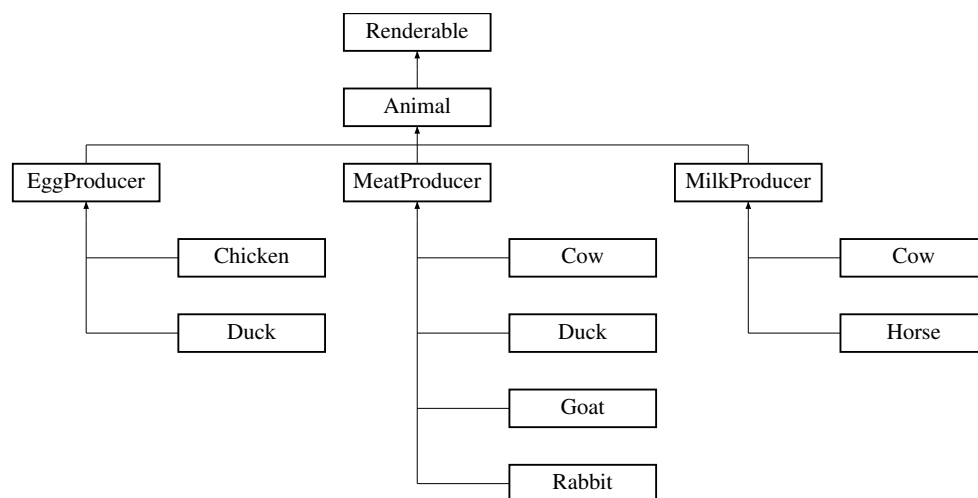 Renderable
Animal
EggProducer
MeatProducer
MilkProducer
Chicken
Cow
Cow
Duck
Duck
Horse
Goat
Rabbit